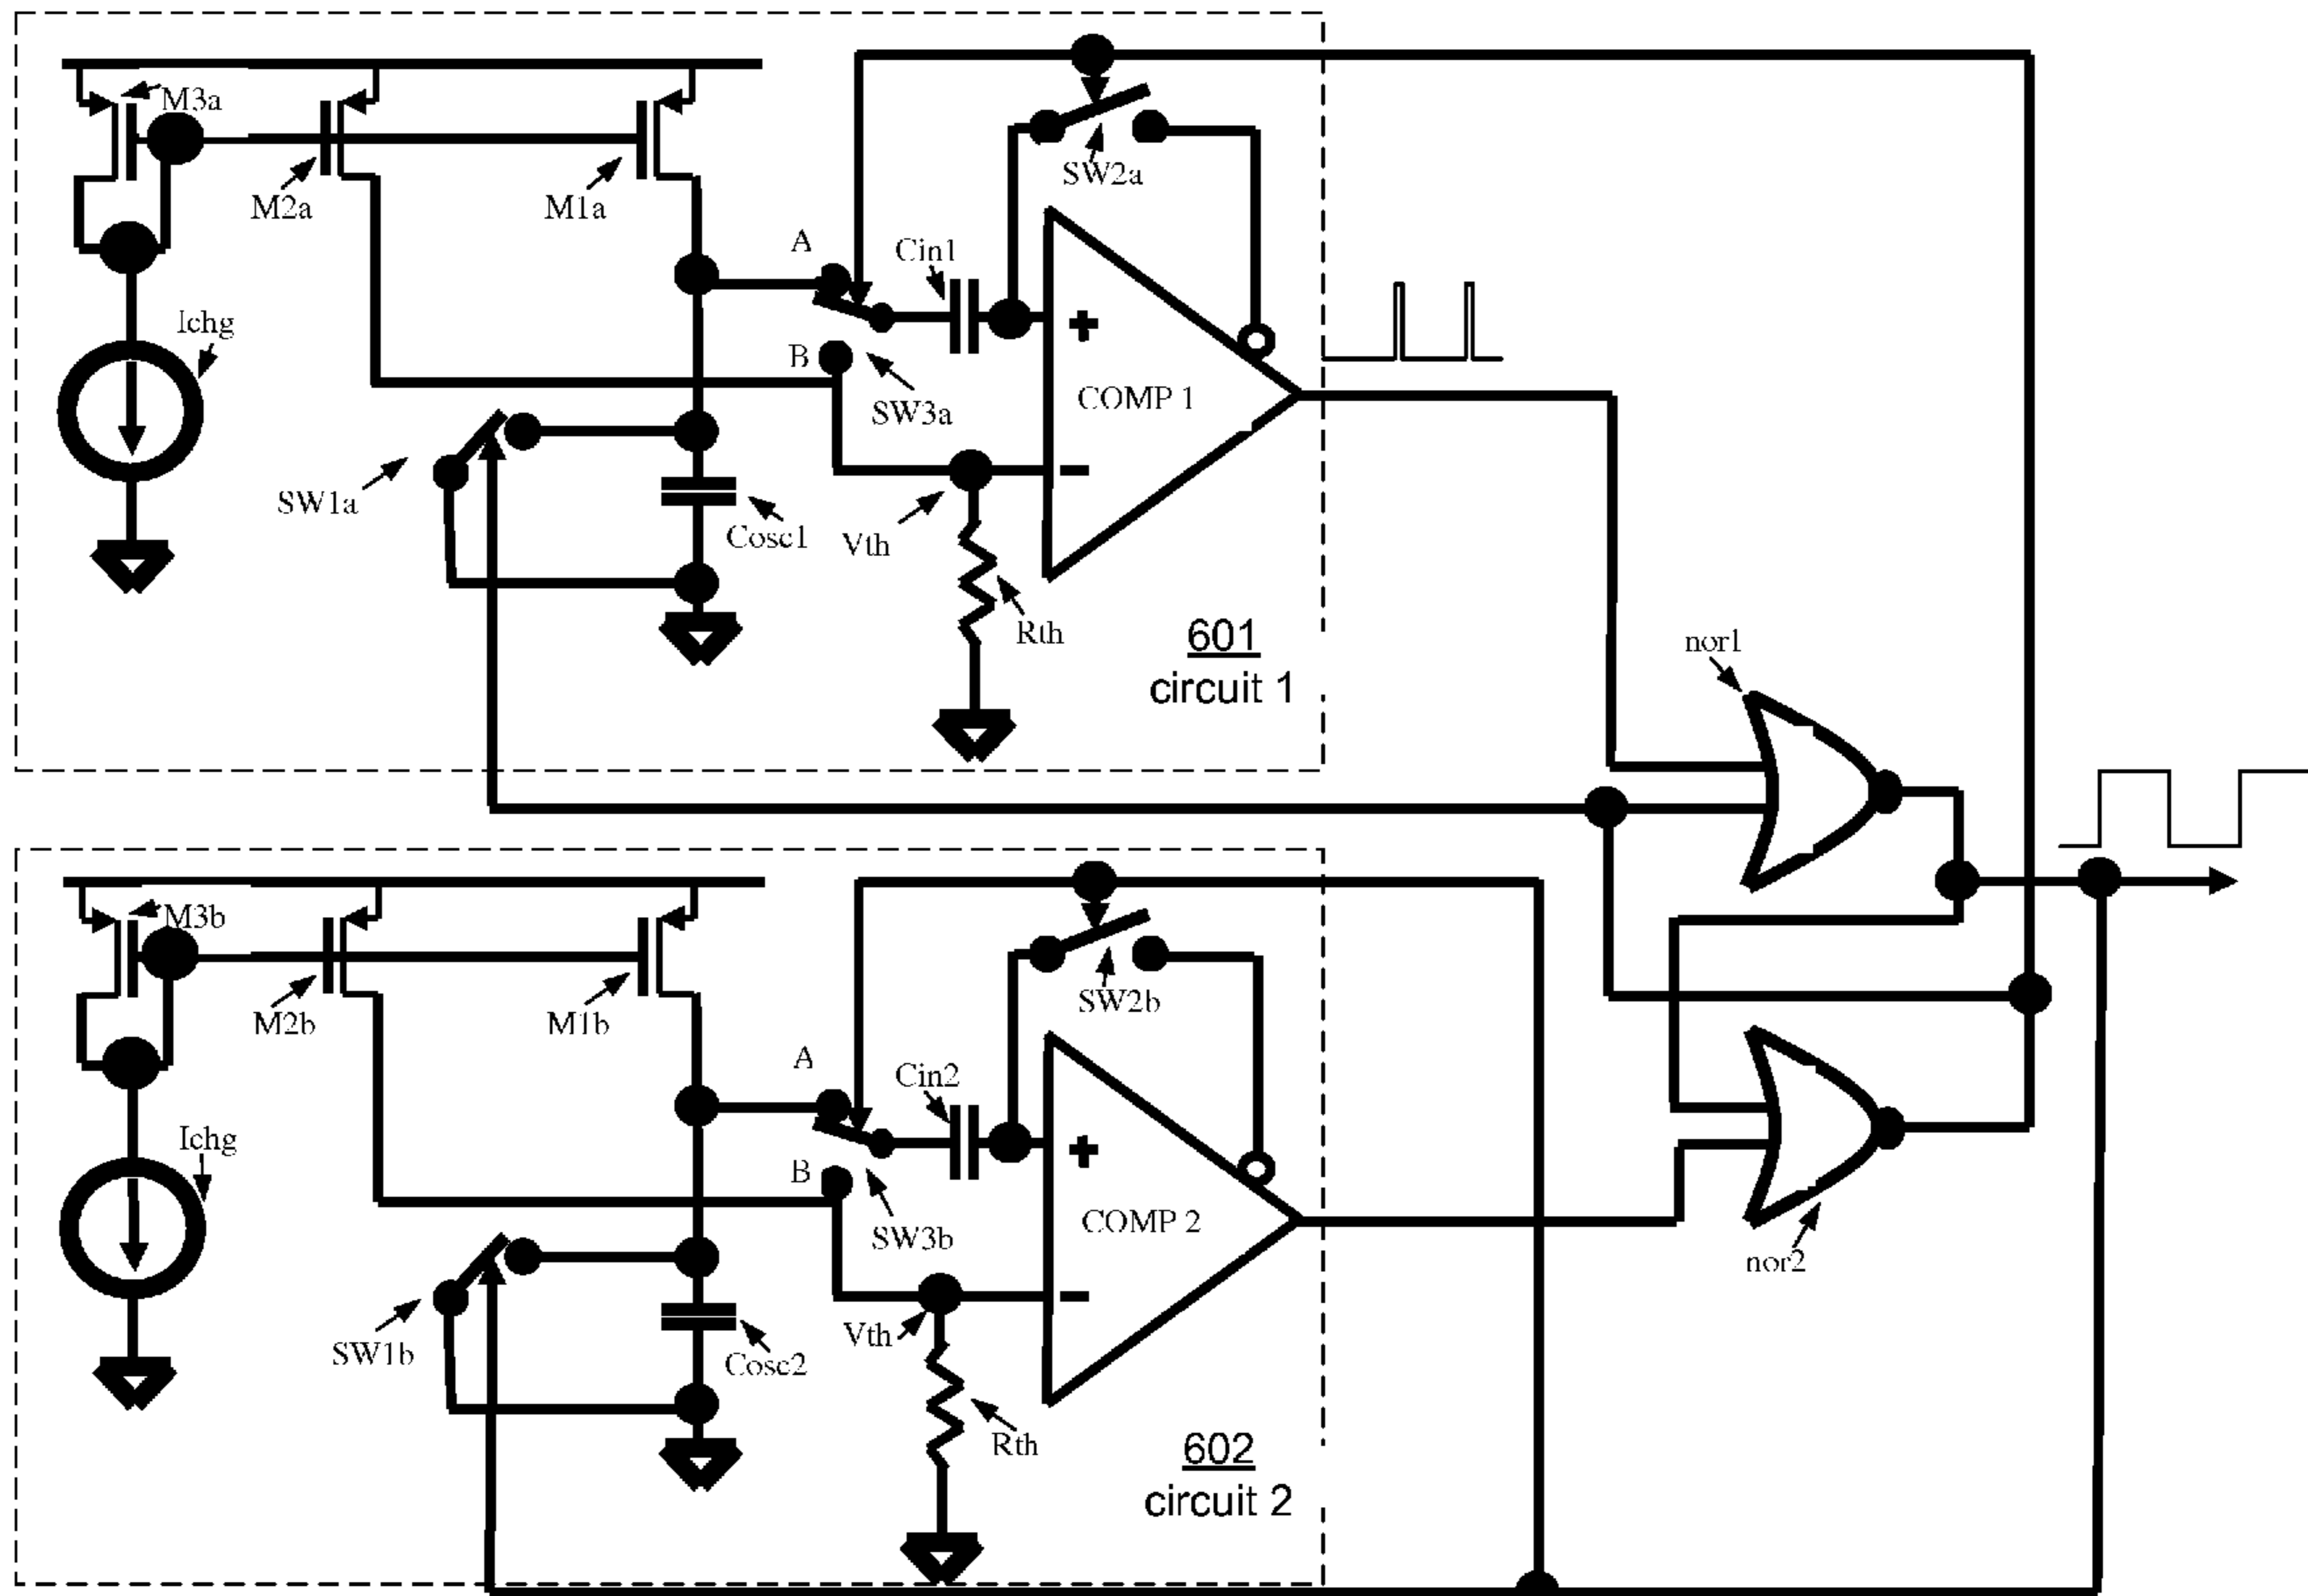 M3a
M2a
M1a
SW2a
A
Cin1
Ichg
B
+
COMP 1
SW3a
SW1a
Cosc1
Vth
-
Rth
601
circuit 1
nor1
M3b
M2b
M1b
SW2b
A
Cin2
Ichg
B
+
COMP 2
SW3b
SW1b
Cosc2
Vth
-
Rth
nor2
602
circuit 2